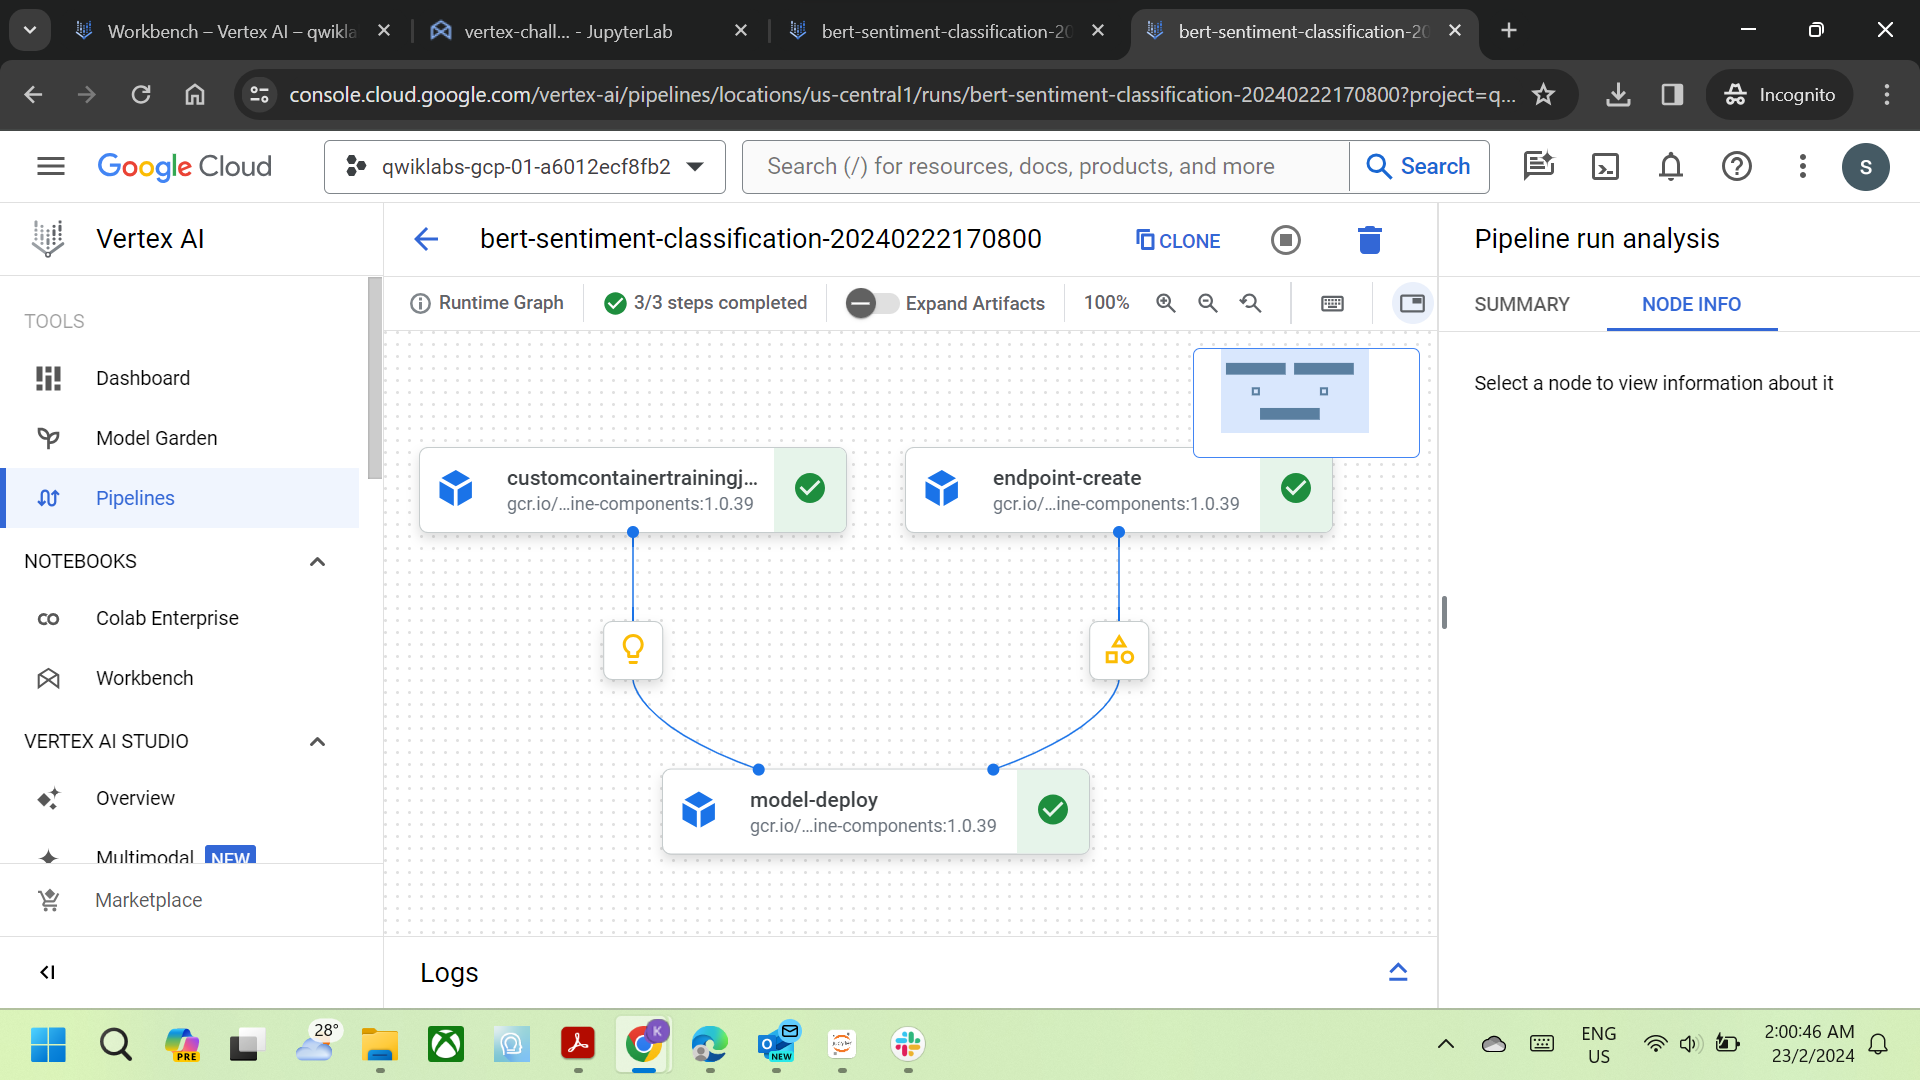 Workbench – Vertex AI – qwikla
vertex-chall... - JupyterLab
bert-sentiment-classification-20
bert-sentiment-classification-20
console.cloud.google.com/vertex-ai/pipelines/locations/us-central1/runs/bert-sentiment-classification-20240222170800?project=q...
Incognito
Google Cloud
qwiklabs-gcp-01-a6012ecf8fb2
Search (/) for resources, docs, products, and more
Search
S
Vertex AI
bert-sentiment-classification-20240222170800
CLONE
Pipeline run analysis
TOOLS
Dashboard
Model Garden
Pipelines
NOTEBOOKS
Colab Enterprise
Workbench
VERTEX AI STUDIO
Overview
Multimodal NEW
Marketplace
Runtime Graph
3/3 steps completed
Expand Artifacts
100%
SUMMARY
NODE INFO
Select a node to view information about it
customcontainertrainingj...
gcr.io/...ine-components:1.0.39
endpoint-create
gcr.io/...ine-components:1.0.39
model-deploy
gcr.io/...ine-components:1.0.39
Logs
PRE
28°
K
NEW
ENG
US
2:00:46 AM
23/2/2024